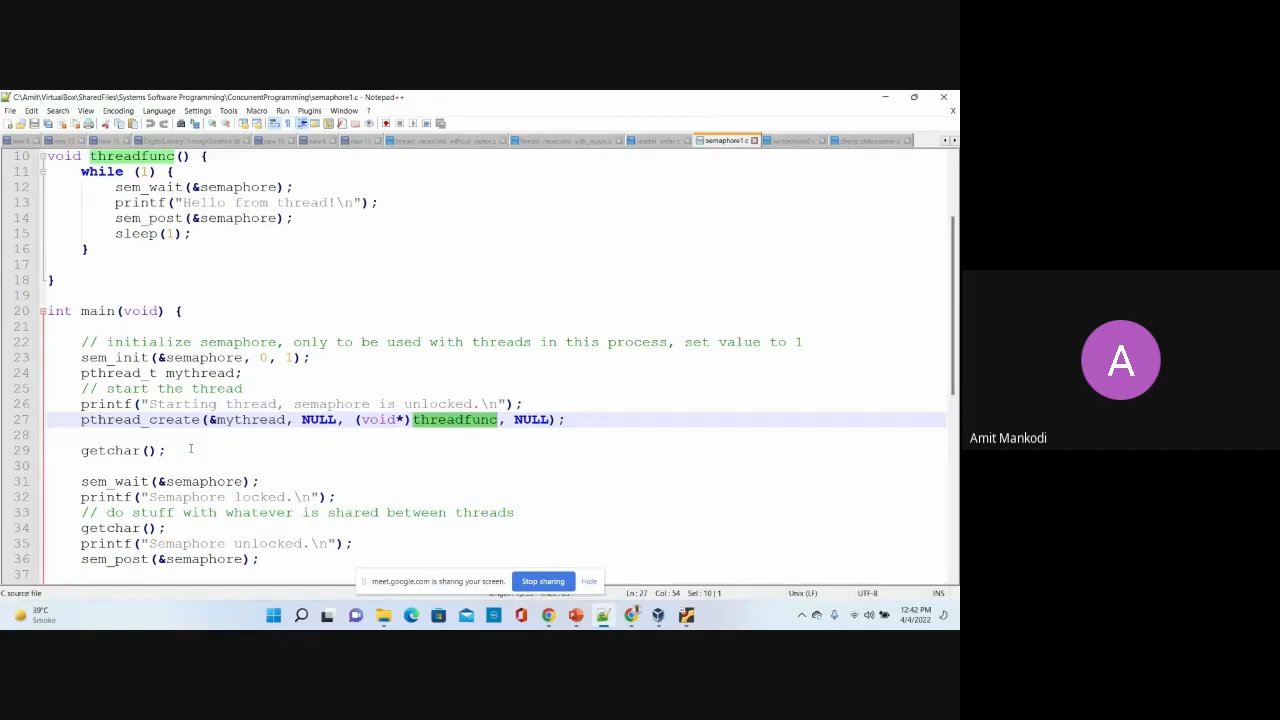 C:\Amit\VirtualBox\SharedFiles\Systems Software Programming\ConcurrentProgramming\semaphore1.c - Notepad++
File Edit Search View Encoding Language Settings Tools Macro Run Plugins Window ?
semaphore1.c
10 void threadfunc() {
11 while (1) {
12 sem_wait(&semaphore);
13 printf("Hello from thread!\n");
14 sem_post(&semaphore);
15 sleep(1);
16 }
17
18 }
19
20 int main(void) {
21
22 // initialize semaphore, only to be used with threads in this process, set value to 1
23 sem_init(&semaphore, 0, 1);
24 pthread_t mythread;
25 // start the thread
26 printf("Starting thread, semaphore is unlocked.\n");
27 pthread_create(&mythread, NULL, (void*)threadfunc, NULL);
28
29 getchar();
30
31 sem_wait(&semaphore);
32 printf("Semaphore locked.\n");
33 // do stuff with whatever is shared between threads
34 getchar();
35 printf("Semaphore unlocked.\n");
36 sem_post(&semaphore);
37
meet.google.com is sharing your screen. Stop sharing Hide
C source file Ln: 27 Col: 54 Sel: 10 | 1 Unix (LF) UTF-8 INS
39°C
Smoke
12:42 PM
4/4/2022
A
Amit Mankodi